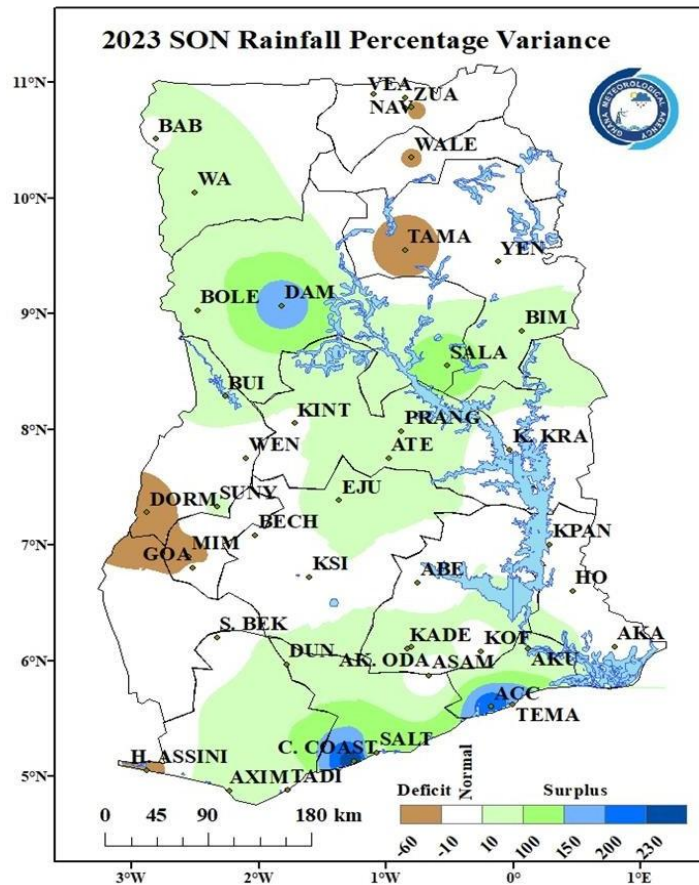 2023 SON Rainfall Percentage Variance
11°N
10°N
9°N
8°N
7°N
6°N
5°N
GHANA METEOROLOGICAL AGENCY
VEA
ZUA
NAV
BAB
WALE
WA
TAMA
YEN
BOLE
DAM
BIM
SALA
BUI
KINT
PRANG
WEN
ATE
K. KRA
DORM
SUNY
EJU
BECH
GOA
MIM
KPAN
KSI
ABE
HO
S. BEK
KADE
KOF
AKA
DUN
AK. ODA
ASAM
AKU
ACC
TEMA
C. COAST
SALT
H. ASSINI
AXIM
TADI
Deficit
Normal
Surplus
0 45 90 180 km
-60 -10 10 100 150 200 230
3°W 2°W 1°W 0° 1°E